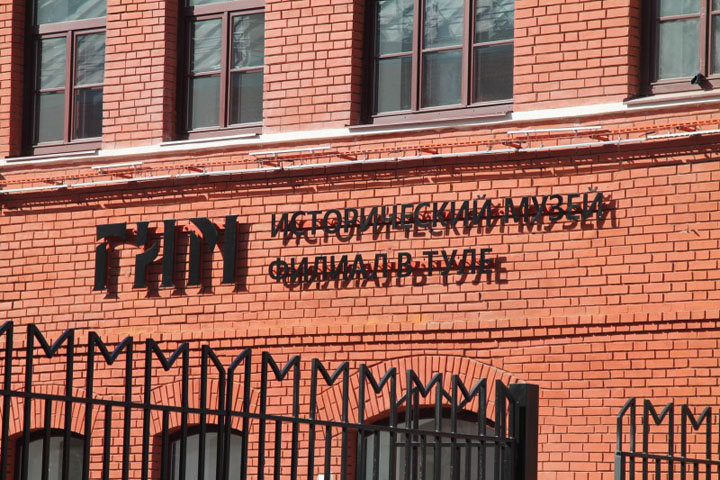 ГИМ
ИСТОРИЧЕСКИЙ МУЗЕЙ
ФИЛИАЛ В ТУЛЕ